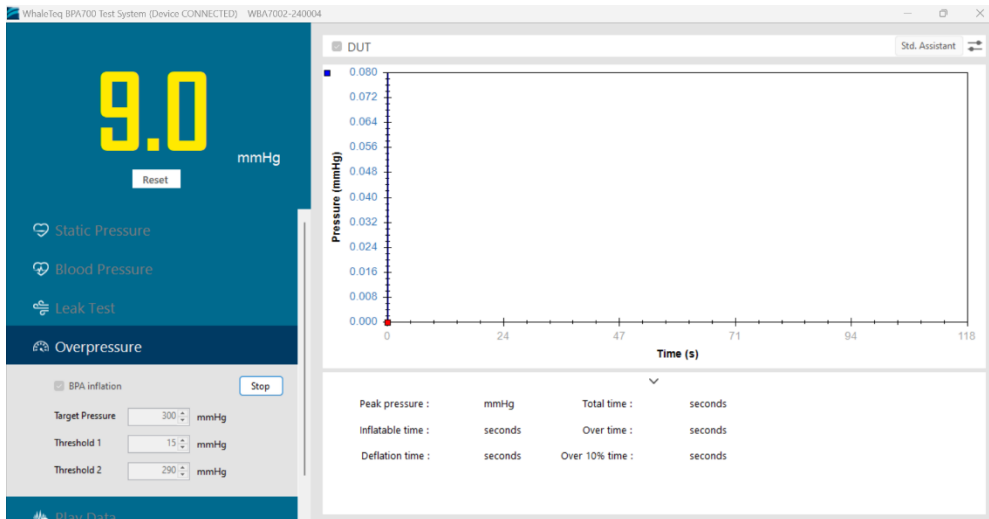 WhaleTeq BPA700 Test System (Device CONNECTED) WBA7002-240004
9.0 mmHg
Reset
Static Pressure
Blood Pressure
Leak Test
Overpressure
BPA inflation Stop
Target Pressure 300 mmHg
Threshold 1 15 mmHg
Threshold 2 290 mmHg
Play Data
DUT Std. Assistant
Pressure (mmHg)
0.080
0.072
0.064
0.056
0.048
0.040
0.032
0.024
0.016
0.008
0.000
0 24 47 71 94 118
Time (s)
Peak pressure : mmHg Total time : seconds
Inflatable time : seconds Over time : seconds
Deflation time : seconds Over 10% time : seconds